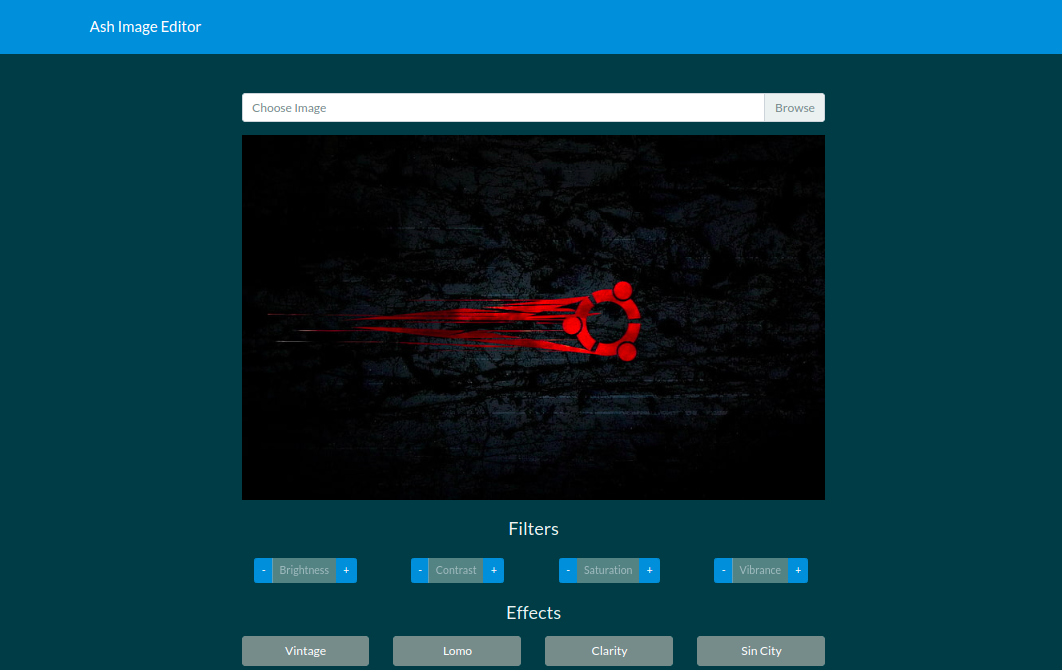 Ash Image Editor
Choose Image Browse
Filters
- Brightness + - Contrast + - Saturation + - Vibrance +
Effects
Vintage Lomo Clarity Sin City